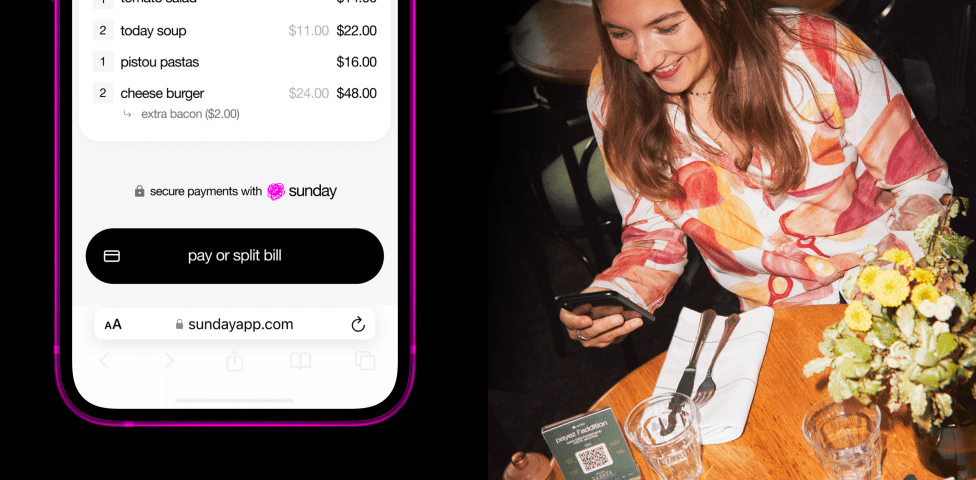 2 today soup $11.00 $22.00
1 pistou pastas $16.00
2 cheese burger $24.00 $48.00
extra bacon ($2.00)
secure payments with sunday
pay or split bill
AA sundayapp.com
payez l'addition